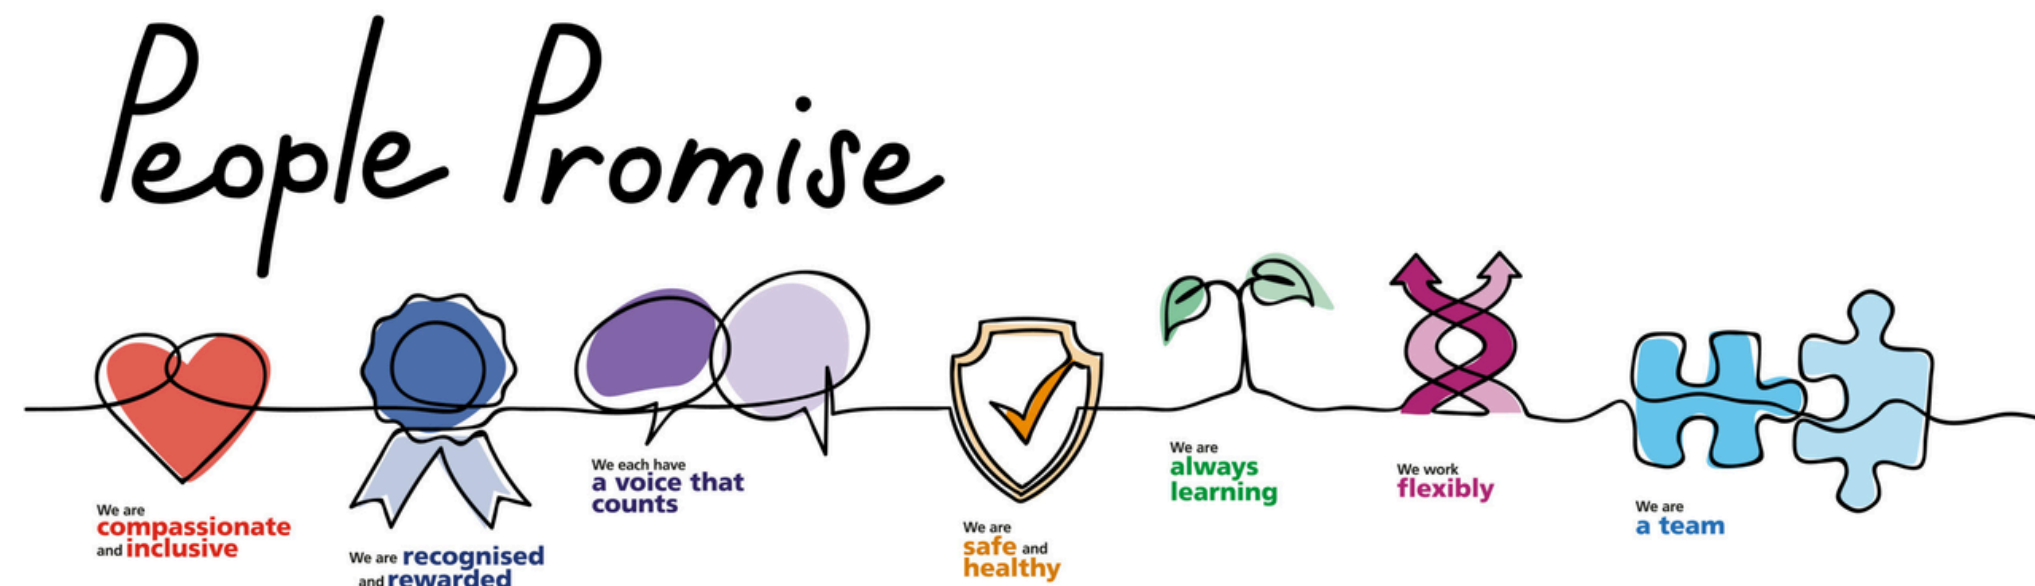 People Promise
We are
compassionate
and inclusive
We are recognised
and rewarded
We each have
a voice that
counts
We are
safe and
healthy
We are
always
learning
We work
flexibly
We are
a team